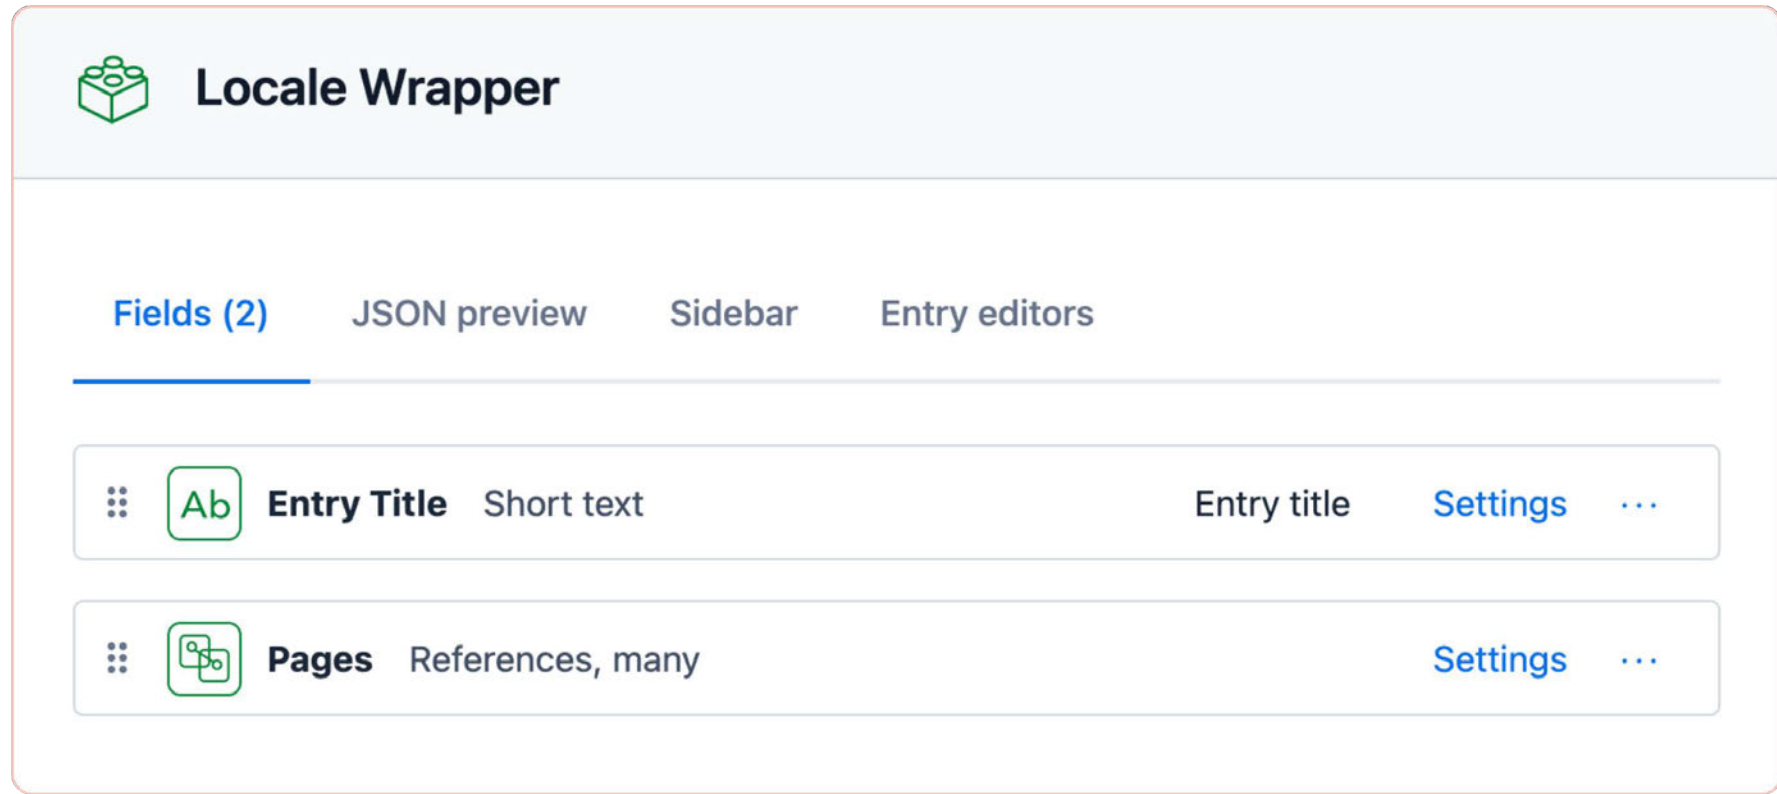 Locale Wrapper
Fields (2) JSON preview Sidebar Entry editors
Ab Entry Title Short text Entry title Settings ...
Pages References, many Settings ...